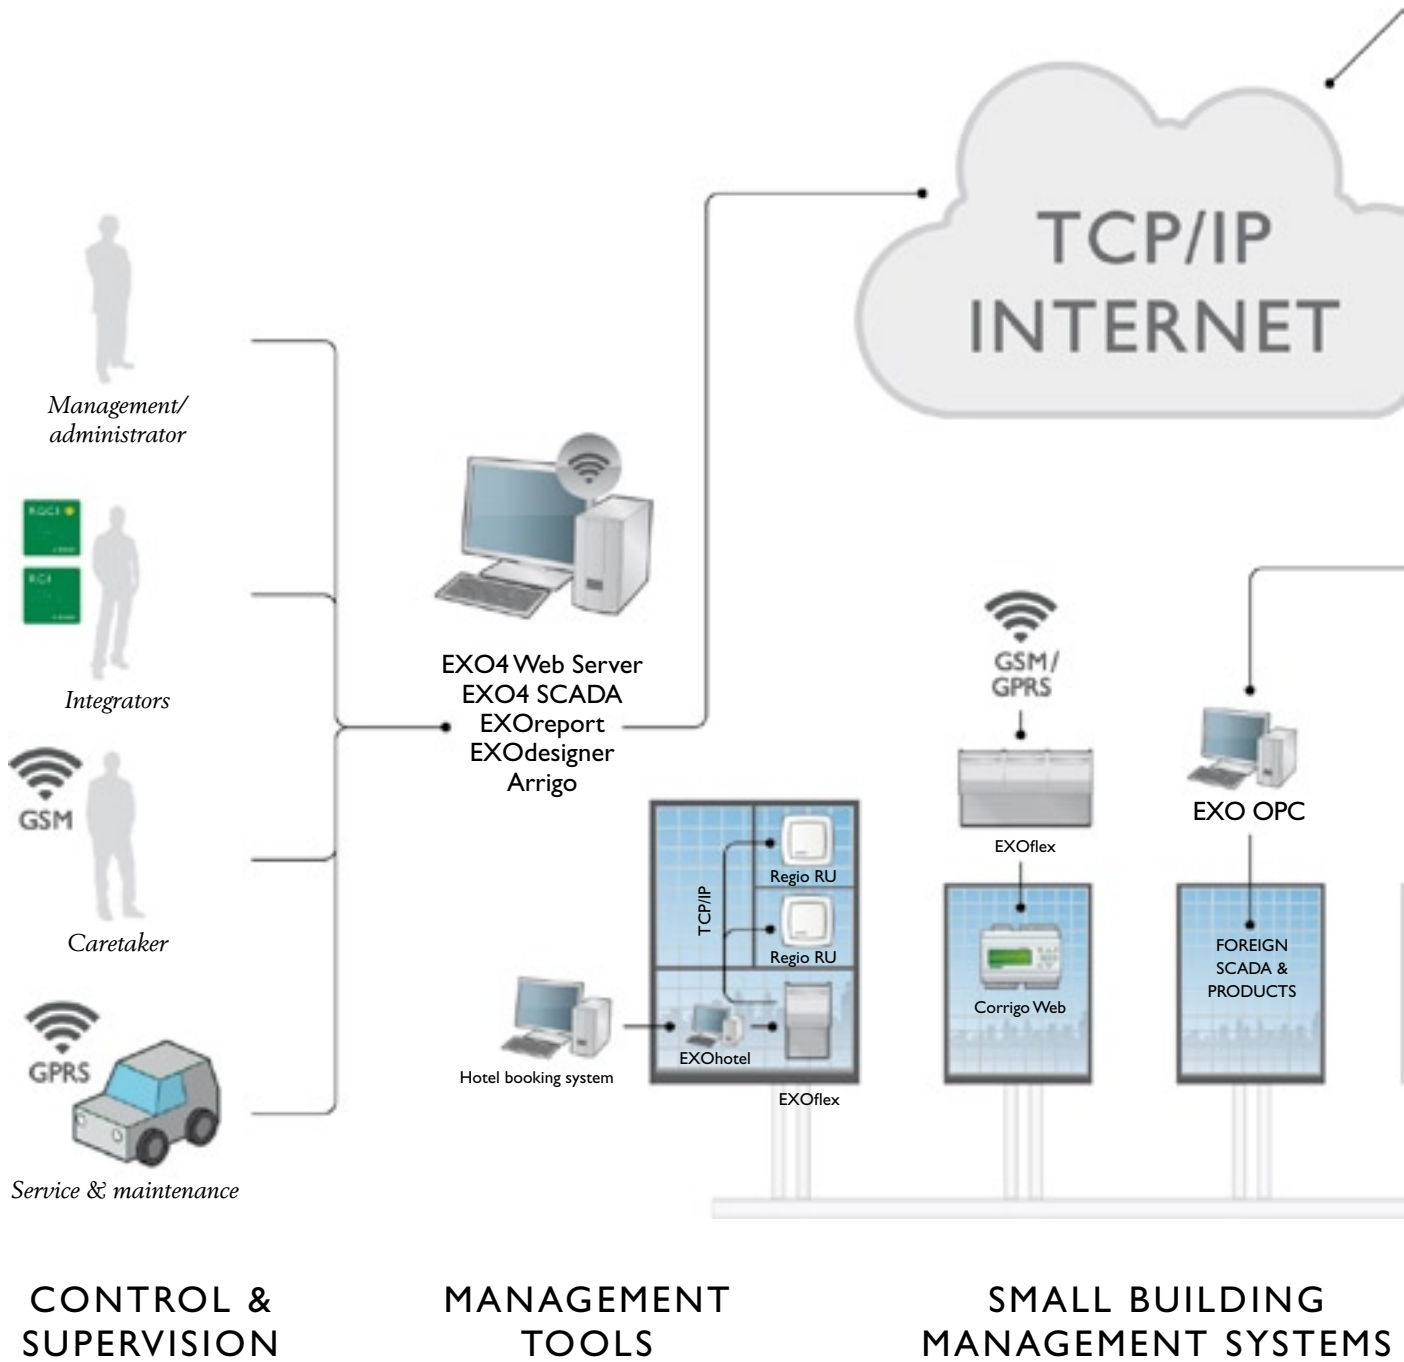 TCP/IP
INTERNET
Management/
administrator
Integrators
GSM
Caretaker
GPRS
Service & maintenance
EXO4 Web Server
EXO4 SCADA
EXOreport
EXOdesigner
Arrigo
TCP/IP
Regio RU
Regio RU
EXOhotel
Hotel booking system
EXOflex
GSM/
GPRS
EXOflex
Corrigo Web
EXO OPC
FOREIGN
SCADA &
PRODUCTS
CONTROL &
SUPERVISION
MANAGEMENT
TOOLS
SMALL BUILDING
MANAGEMENT SYSTEMS